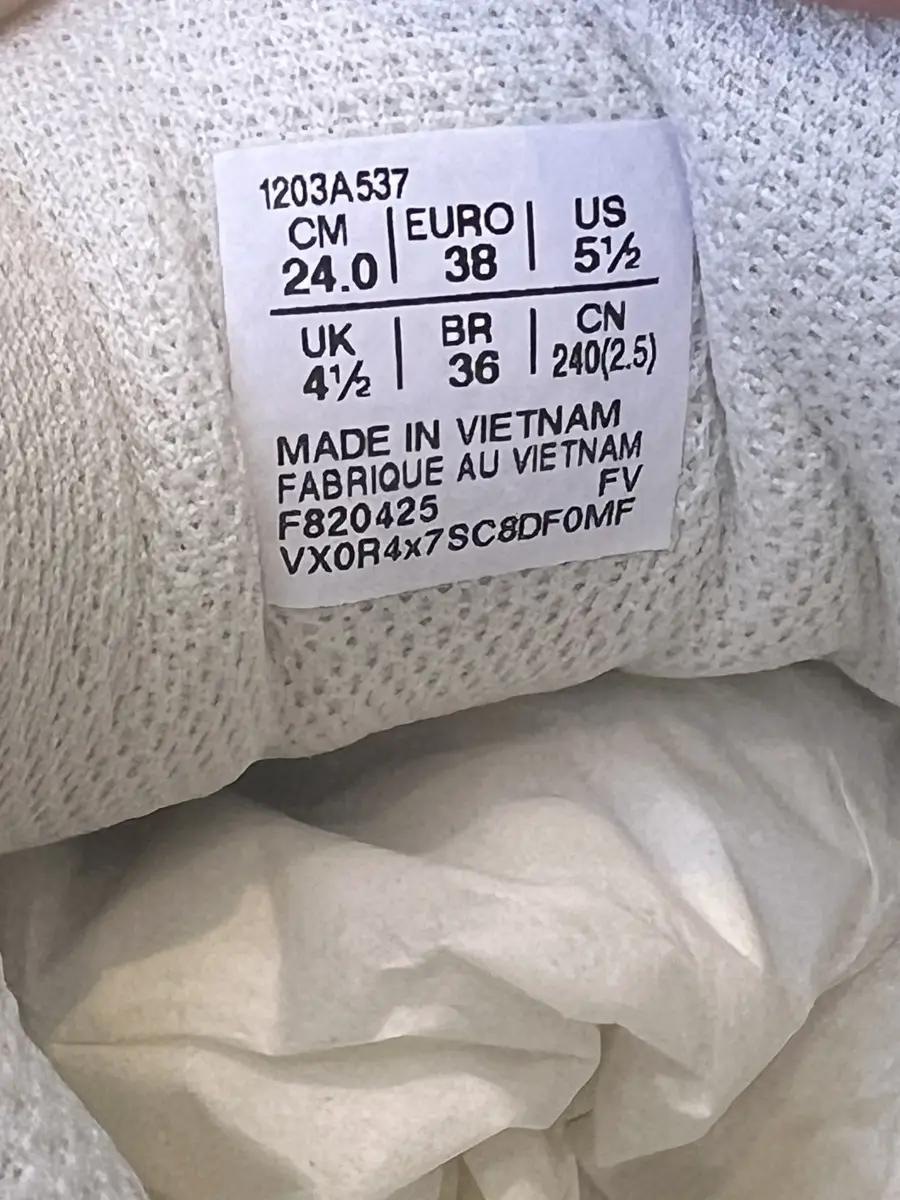 1203A537
CM | EURO | US
24.0 | 38 | 5½
UK | BR | CN
4½ | 36 | 240(2.5)
MADE IN VIETNAM
FABRIQUE AU VIETNAM
F820425 FV
VX0R4x7SC8DF0MF